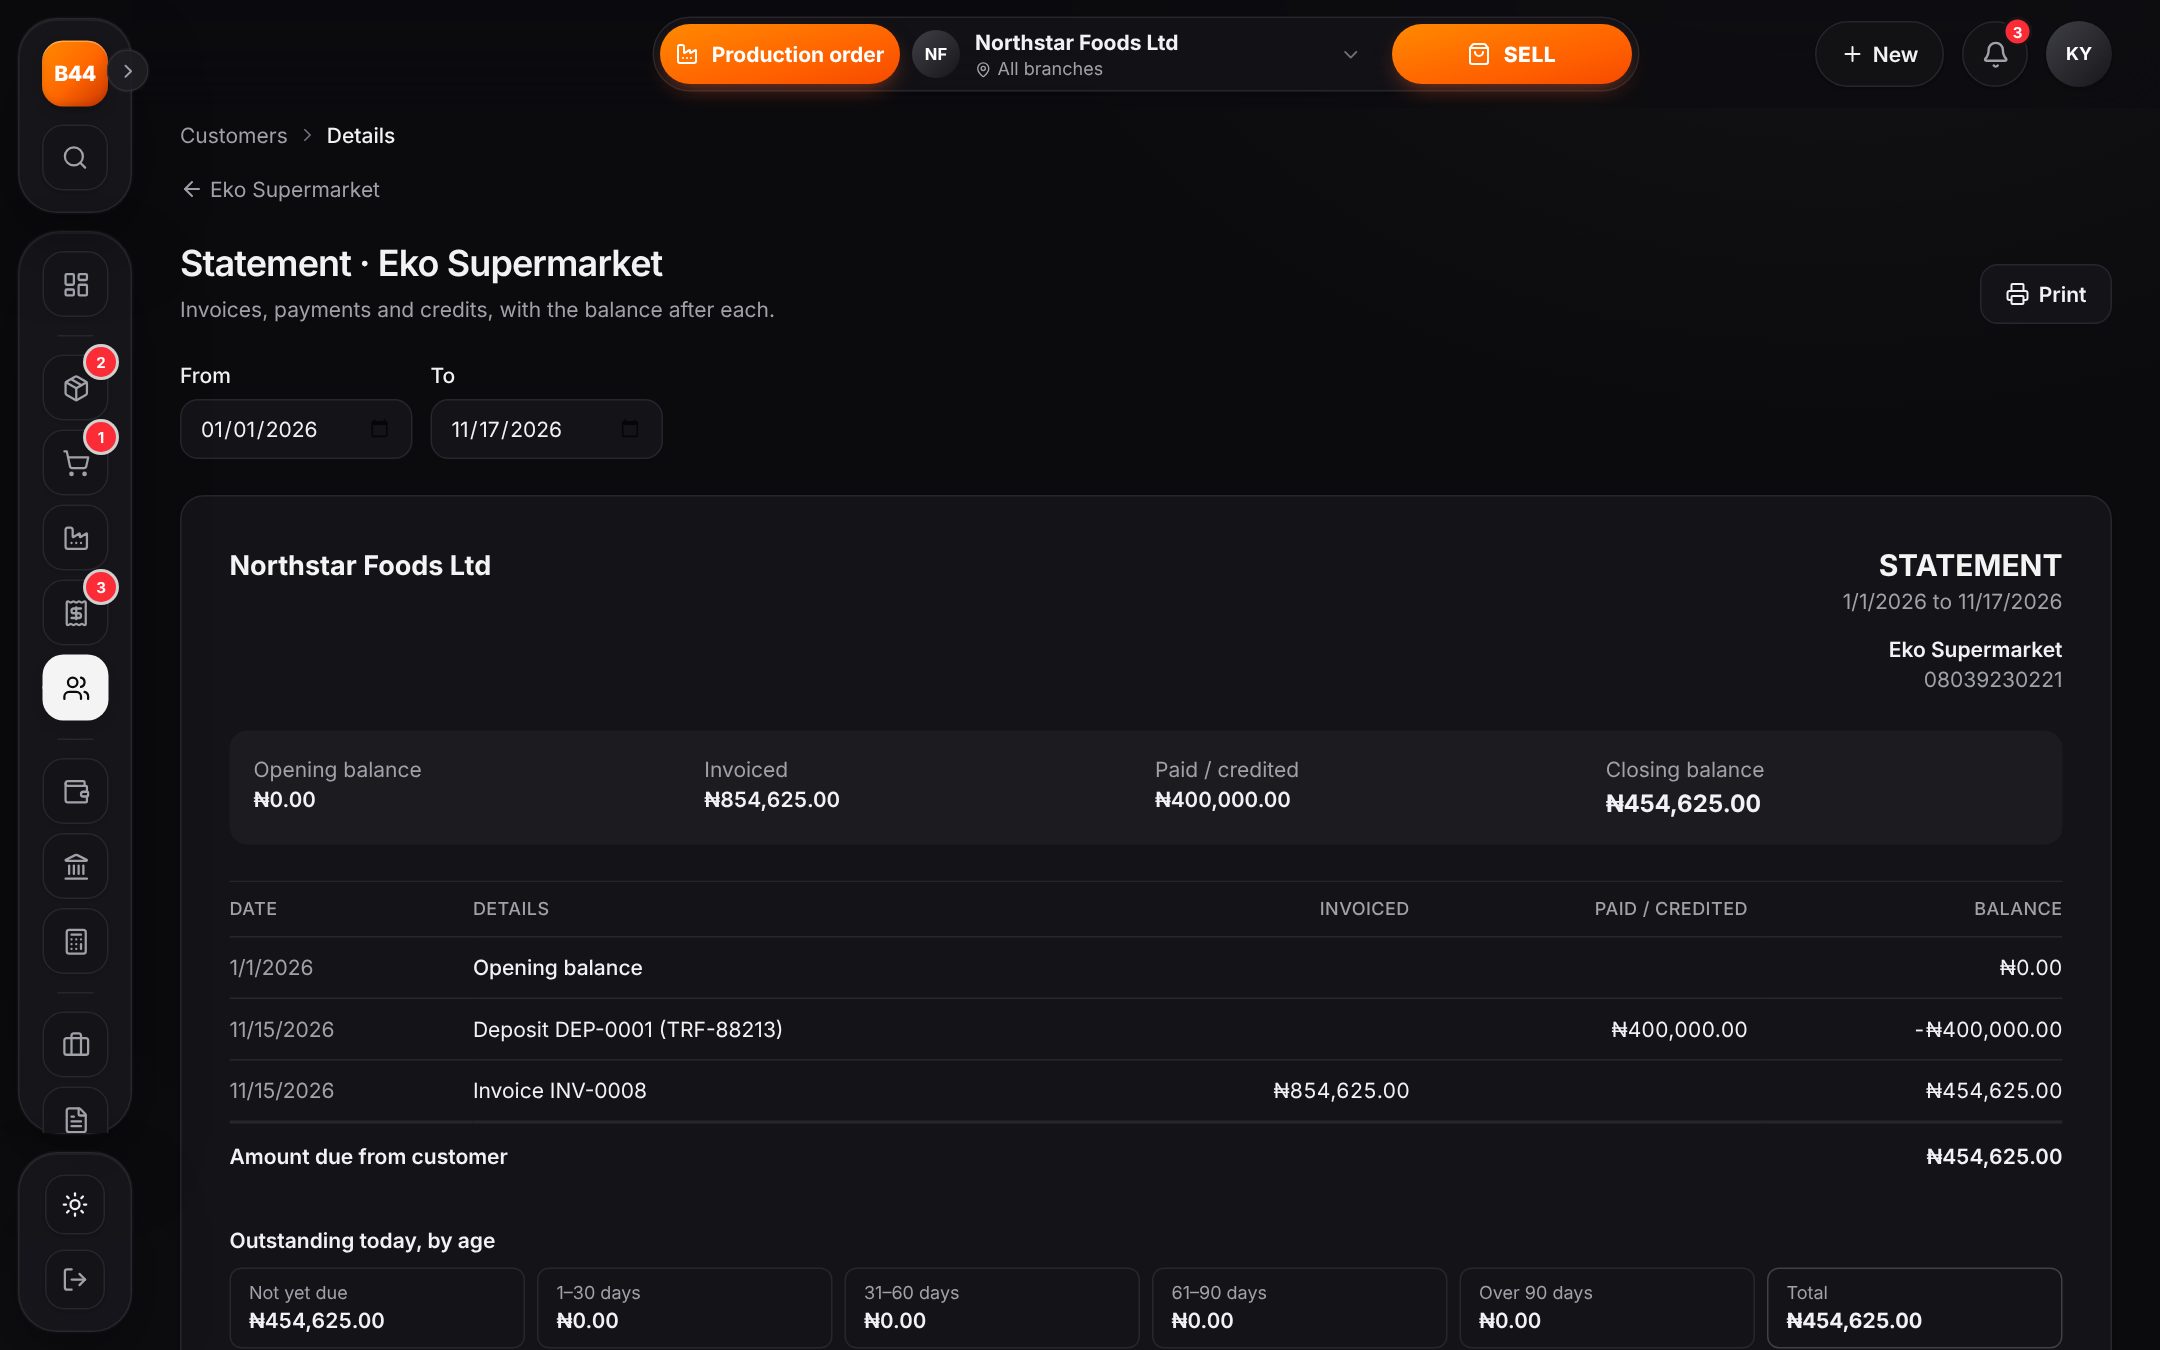 B44
Production order
NF
Northstar Foods Ltd
All branches
SELL
New
3
KY
Customers
Details
Eko Supermarket
Statement · Eko Supermarket
Invoices, payments and credits, with the balance after each.
Print
2
1
3
From
To
01/01/2026
11/17/2026
Northstar Foods Ltd
STATEMENT
1/1/2026 to 11/17/2026
Eko Supermarket
08039230221
Opening balance
Invoiced
Paid / credited
Closing balance
₦0.00
₦854,625.00
₦400,000.00
₦454,625.00
DATE DETAILS INVOICED PAID / CREDITED BALANCE
1/1/2026 Opening balance ₦0.00
11/15/2026 Deposit DEP-0001 (TRF-88213) ₦400,000.00 -₦400,000.00
11/15/2026 Invoice INV-0008 ₦854,625.00 ₦454,625.00
Amount due from customer ₦454,625.00
Outstanding today, by age
Not yet due 1–30 days 31–60 days 61–90 days Over 90 days Total
₦454,625.00 ₦0.00 ₦0.00 ₦0.00 ₦0.00 ₦454,625.00